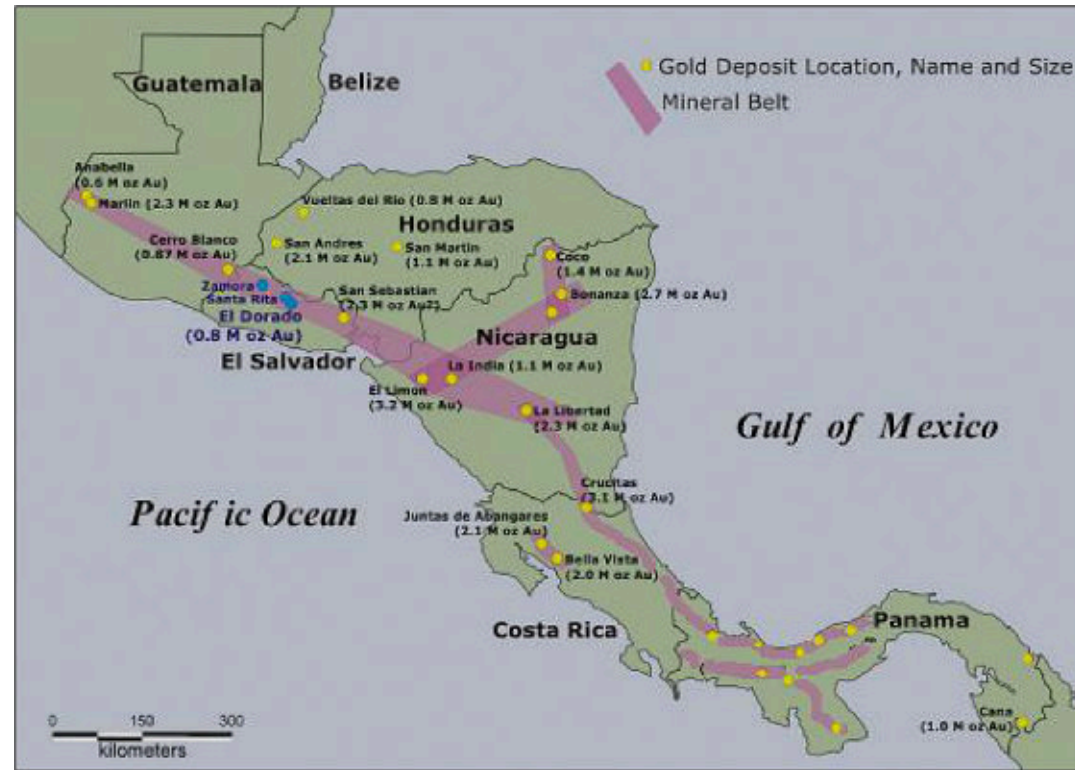 Gold Deposit Location, Name and Size
Mineral Belt
Guatemala
Belize
Anabella
(0.6 M oz Au)
Marlin (2.3 M oz Au)
Vueltas del Rio (0.8 M oz Au)
Honduras
Cerro Blanco
(0.87 M oz Au)
San Andres
(2.1 M oz Au)
San Martin
(1.1 M oz Au)
Coco
(1.4 M oz Au)
Zamora
Santa Rita
El Dorado
(0.8 M oz Au)
San Sebastian
(2.3 M oz Au?)
Bonanza (2.7 M oz Au)
Nicaragua
El Salvador
La India (1.1 M oz Au)
El Limon
(3.2 M oz Au)
La Libertad
(2.3 M oz Au)
Gulf of Mexico
Pacific Ocean
Crucitas
(3.1 M oz Au)
Juntas de Abangares
(2.1 M oz Au)
Bella Vista
(2.0 M oz Au)
Costa Rica
Panama
Cana
(1.0 M oz Au)
0 150 300
kilometers